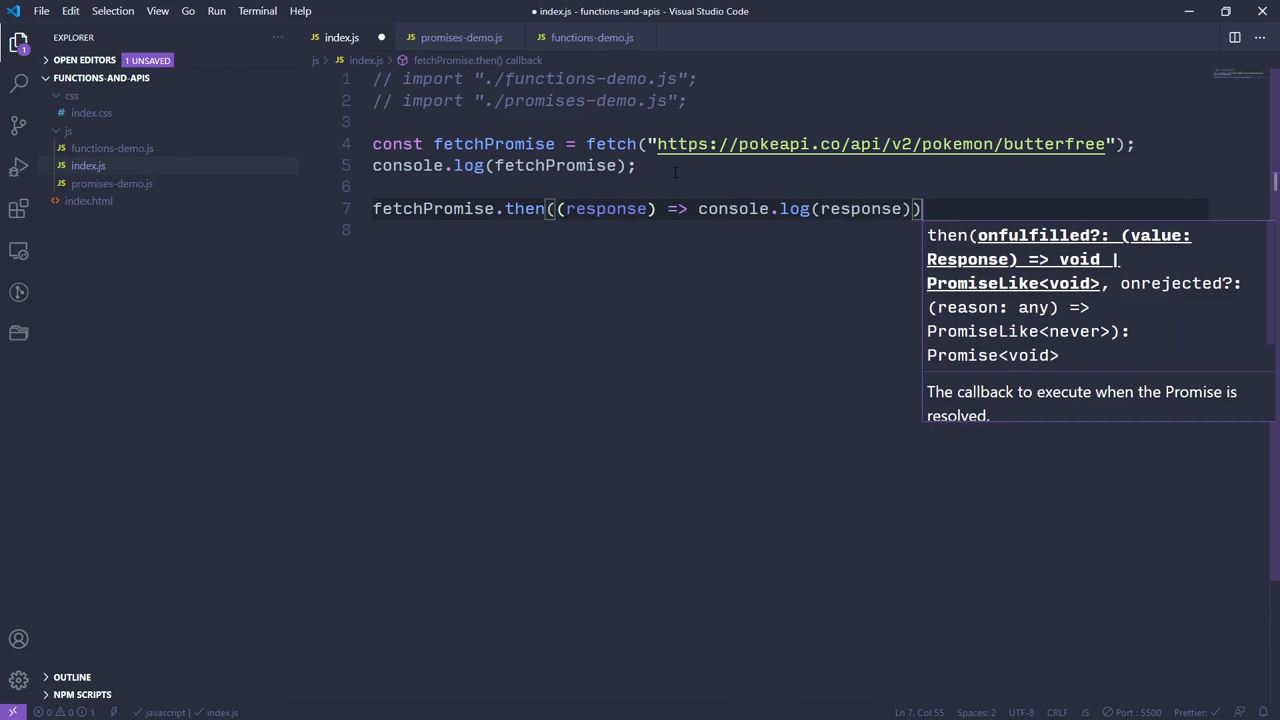 File Edit Selection View Go Run Terminal Help
● index.js - functions-and-apis - Visual Studio Code
EXPLORER
OPEN EDITORS 1 UNSAVED
FUNCTIONS-AND-APIS
css
index.css
js
JS functions-demo.js
JS index.js
JS promises-demo.js
index.html
OUTLINE
NPM SCRIPTS
1
JS index.js ● JS promises-demo.js JS functions-demo.js
js > JS index.js > fetchPromise.then() callback
1 // import "./functions-demo.js";
2 // import "./promises-demo.js";
3
4 const fetchPromise = fetch("https://pokeapi.co/api/v2/pokemon/butterfree");
5 console.log(fetchPromise);
6
7 fetchPromise.then((response) => console.log(response))
8
then(onfulfilled?: (value:
Response) => void |
PromiseLike<void>, onrejected?:
(reason: any) =>
PromiseLike<never>):
Promise<void>
The callback to execute when the Promise is
resolved.
0 0 1 javascript | index.js Ln 7, Col 55 Spaces: 2 UTF-8 CRLF JS Port : 5500 Prettier: